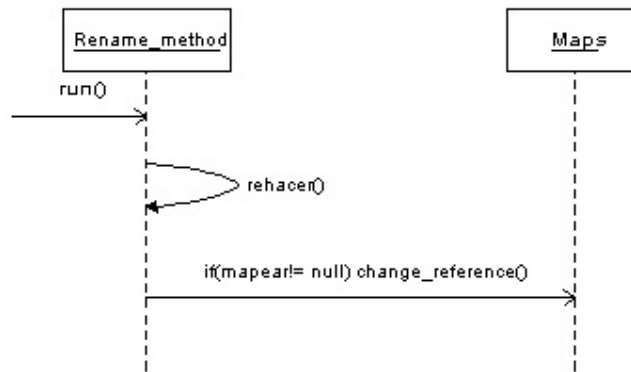 Rename_method
Maps
run()
rehacer()
if(mapear!= null) change_reference()